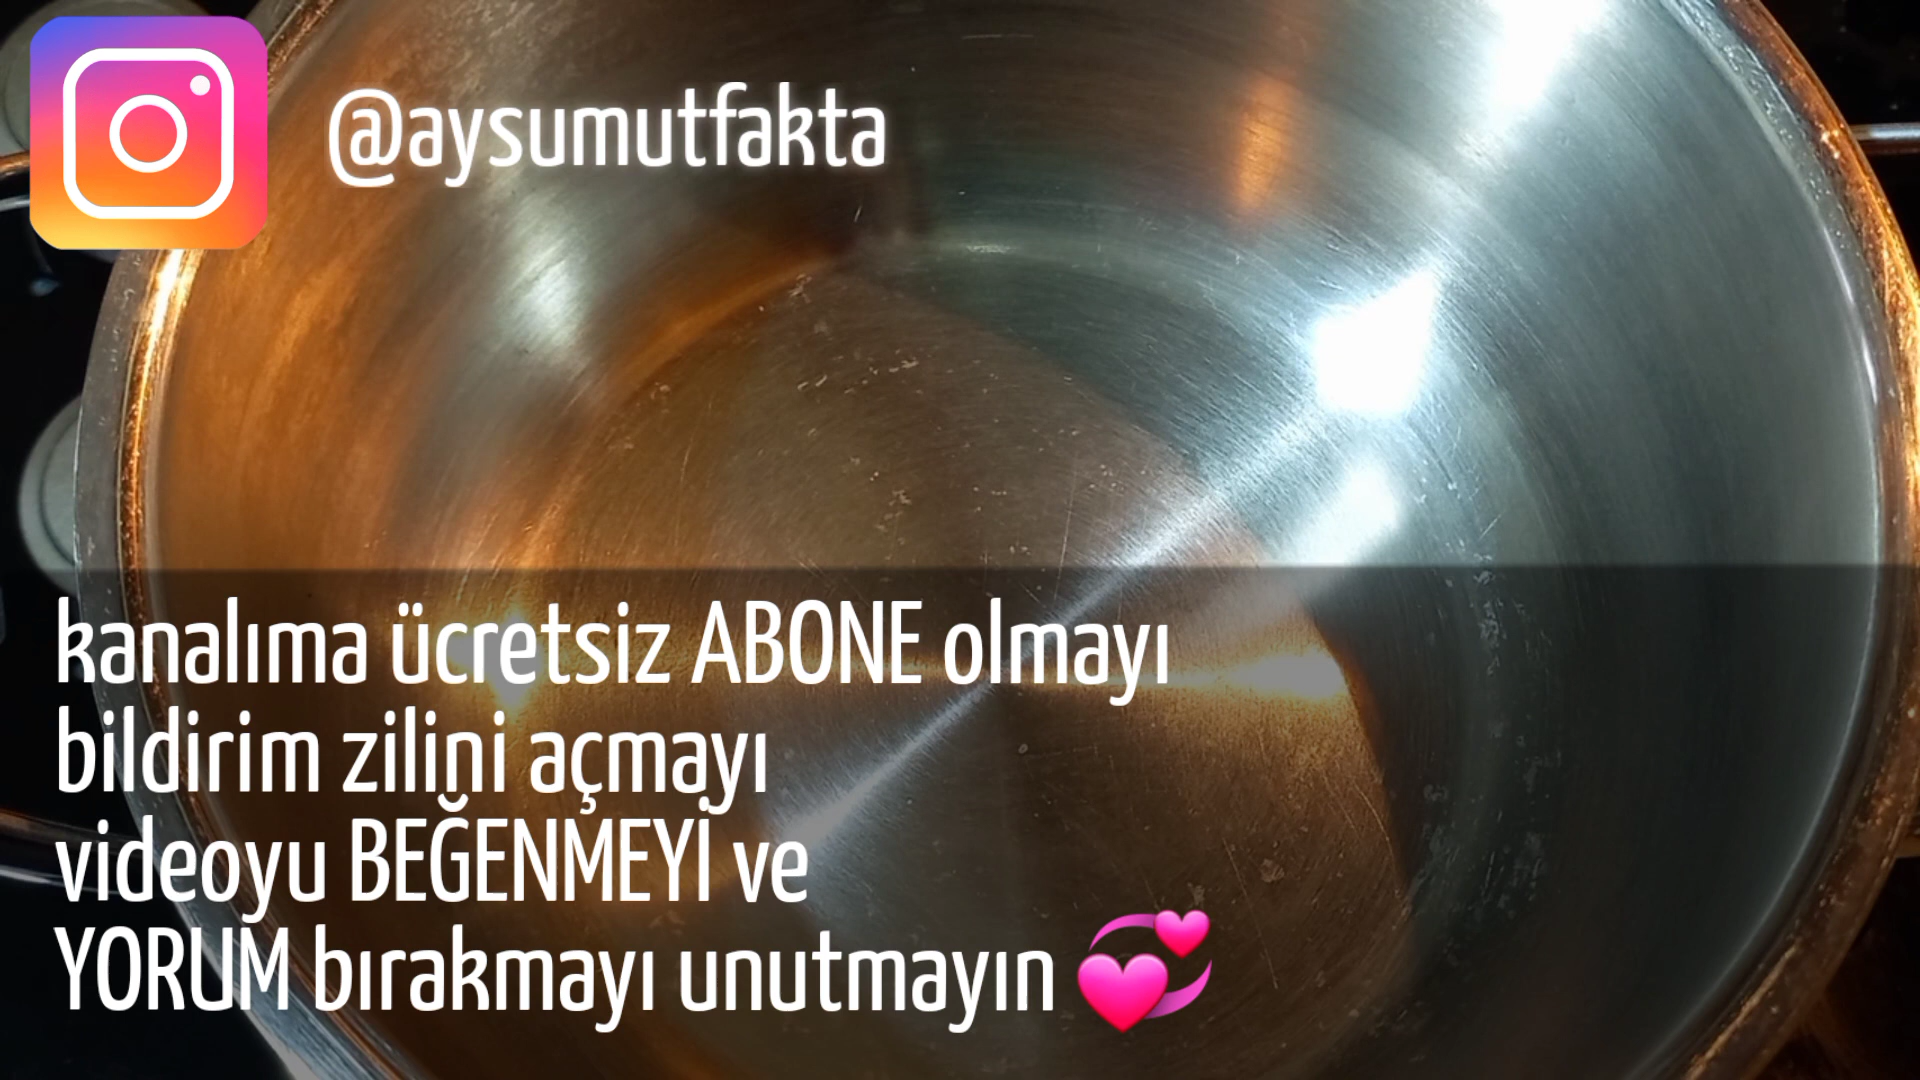 @aysumutfakta
kanalıma ücretsiz ABONE olmayı
bildirim zilini açmayı
videoyu BEĞENMEYİ ve
YORUM bırakmayı unutmayın 💞